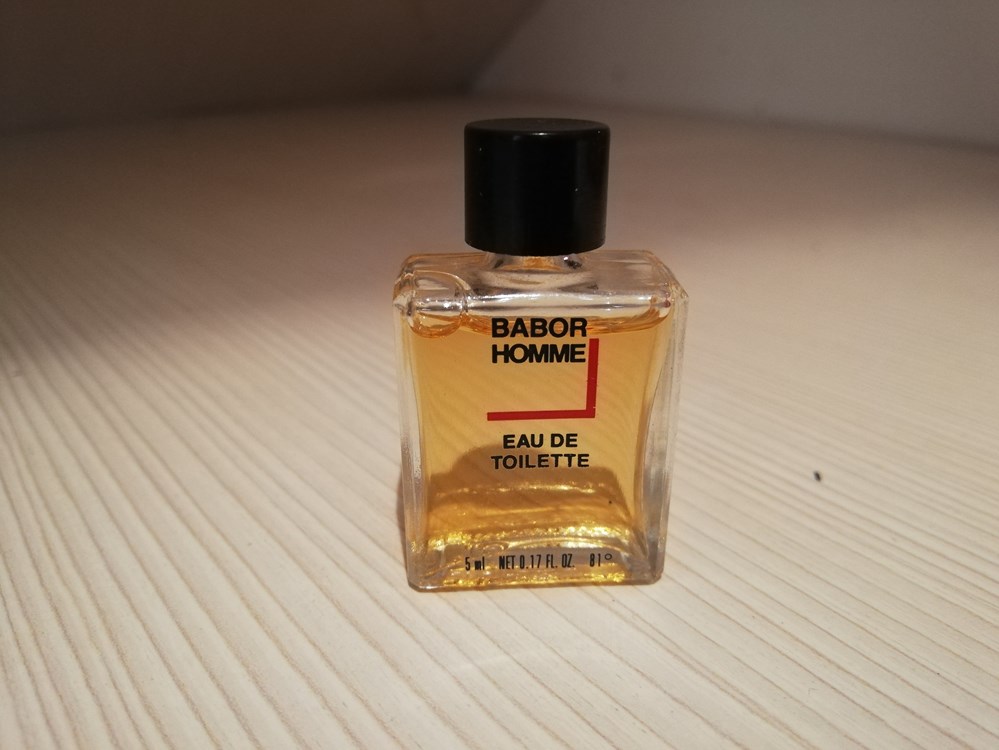 BABOR
HOMME
EAU DE
TOILETTE
5 ml NET 0.17 FL. OZ. 81°